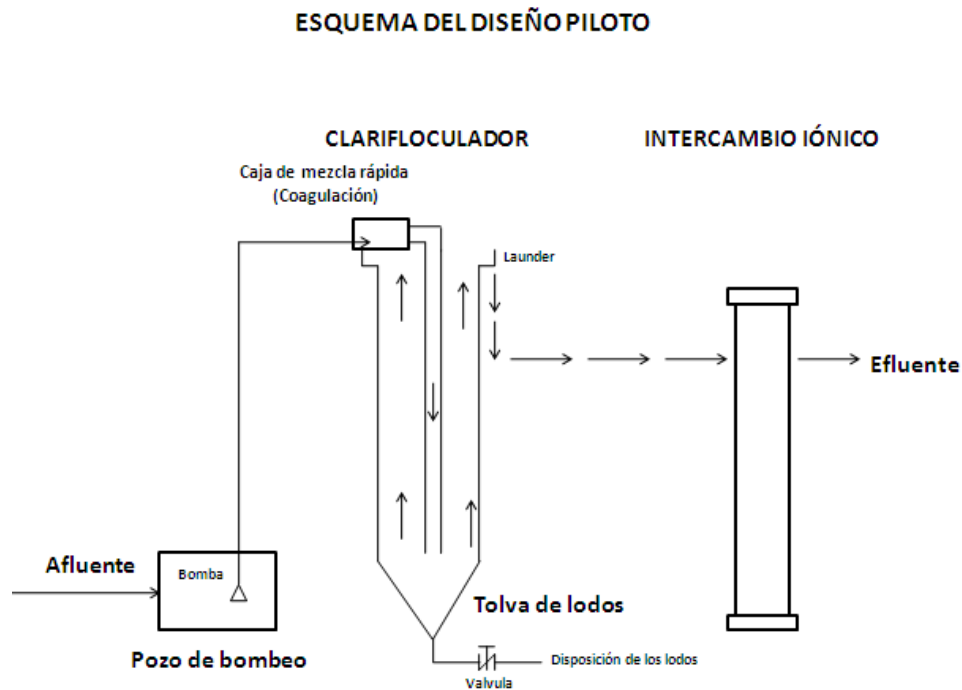 ESQUEMA DEL DISEÑO PILOTO
CLARIFLOCULADOR
INTERCAMBIO IÓNICO
Caja de mezcla rápida
(Coagulación)
Launder
Efluente
Afluente
Bomba
Tolva de lodos
Pozo de bombeo
Disposición de los lodos
Valvula